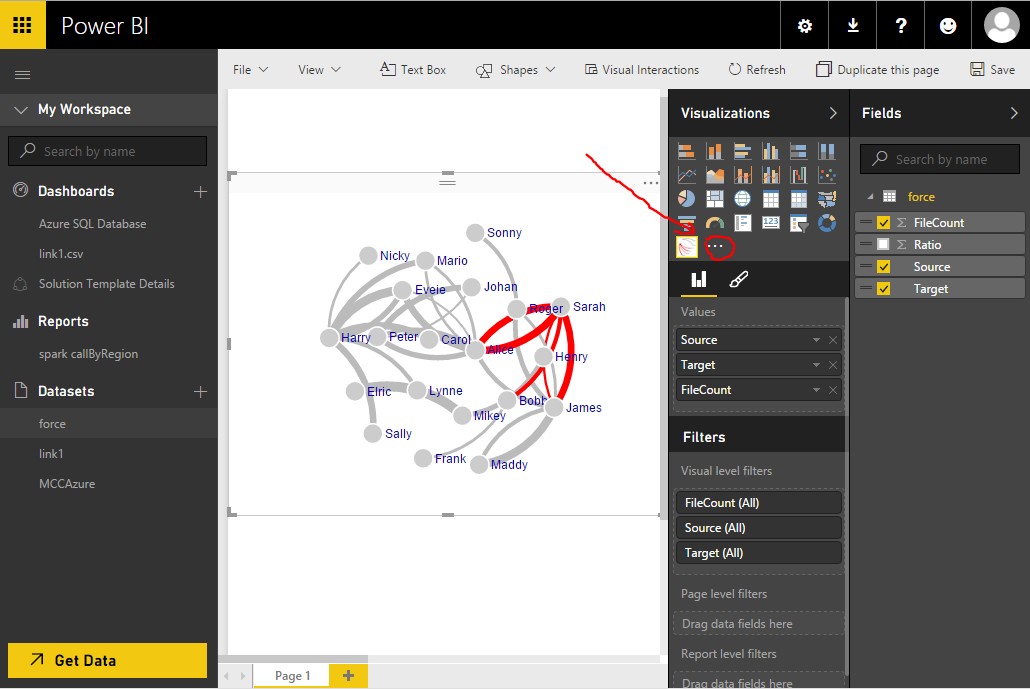 Power BI
?
File
View
Text Box
Shapes
Visual Interactions
Refresh
Duplicate this page
Save
My Workspace
Search by name
Dashboards
Azure SQL Database
link1.csv
Solution Template Details
Reports
spark callByRegion
Datasets
force
link1
MCCAzure
Get Data
Sonny
Nicky
Mario
Eveie
Johan
Roger
Sarah
Harry
Peter
Carol
Alice
Henry
Elric
Lynne
Bobb
James
Mikey
Sally
Frank
Maddy
Page 1
Visualizations
123
Values
Source
Target
FileCount
Filters
Visual level filters
FileCount (All)
Source (All)
Target (All)
Page level filters
Drag data fields here
Report level filters
Drag data fields here
Fields
Search by name
force
Σ FileCount
Σ Ratio
Source
Target